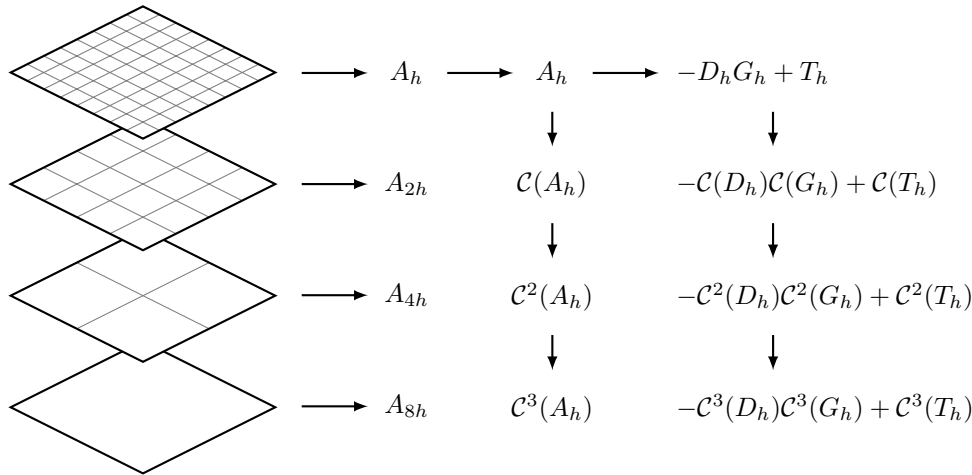 A_h A_h −D_hG_h + T_h
A_{2h} 𝒞(A_h) −𝒞(D_h)𝒞(G_h) + 𝒞(T_h)
A_{4h} 𝒞²(A_h) −𝒞²(D_h)𝒞²(G_h) + 𝒞²(T_h)
A_{8h} 𝒞³(A_h) −𝒞³(D_h)𝒞³(G_h) + 𝒞³(T_h)